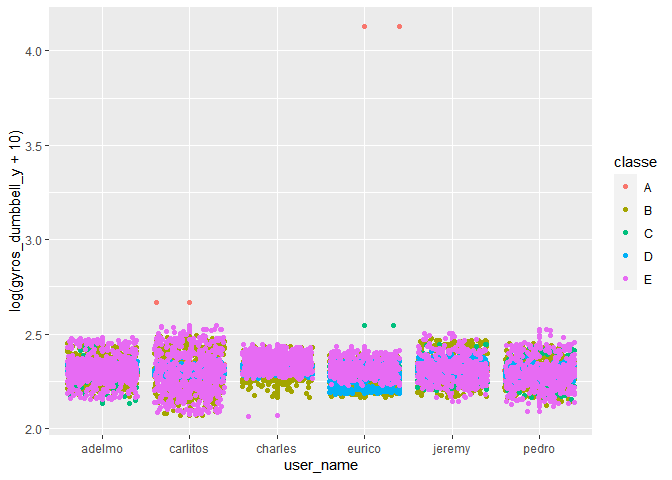 log(gyros_dumbbell_y + 10)
4.0
3.5
3.0
2.5
2.0
adelmo
carlitos
charles
eurico
jeremy
pedro
user_name
classe
A
B
C
D
E